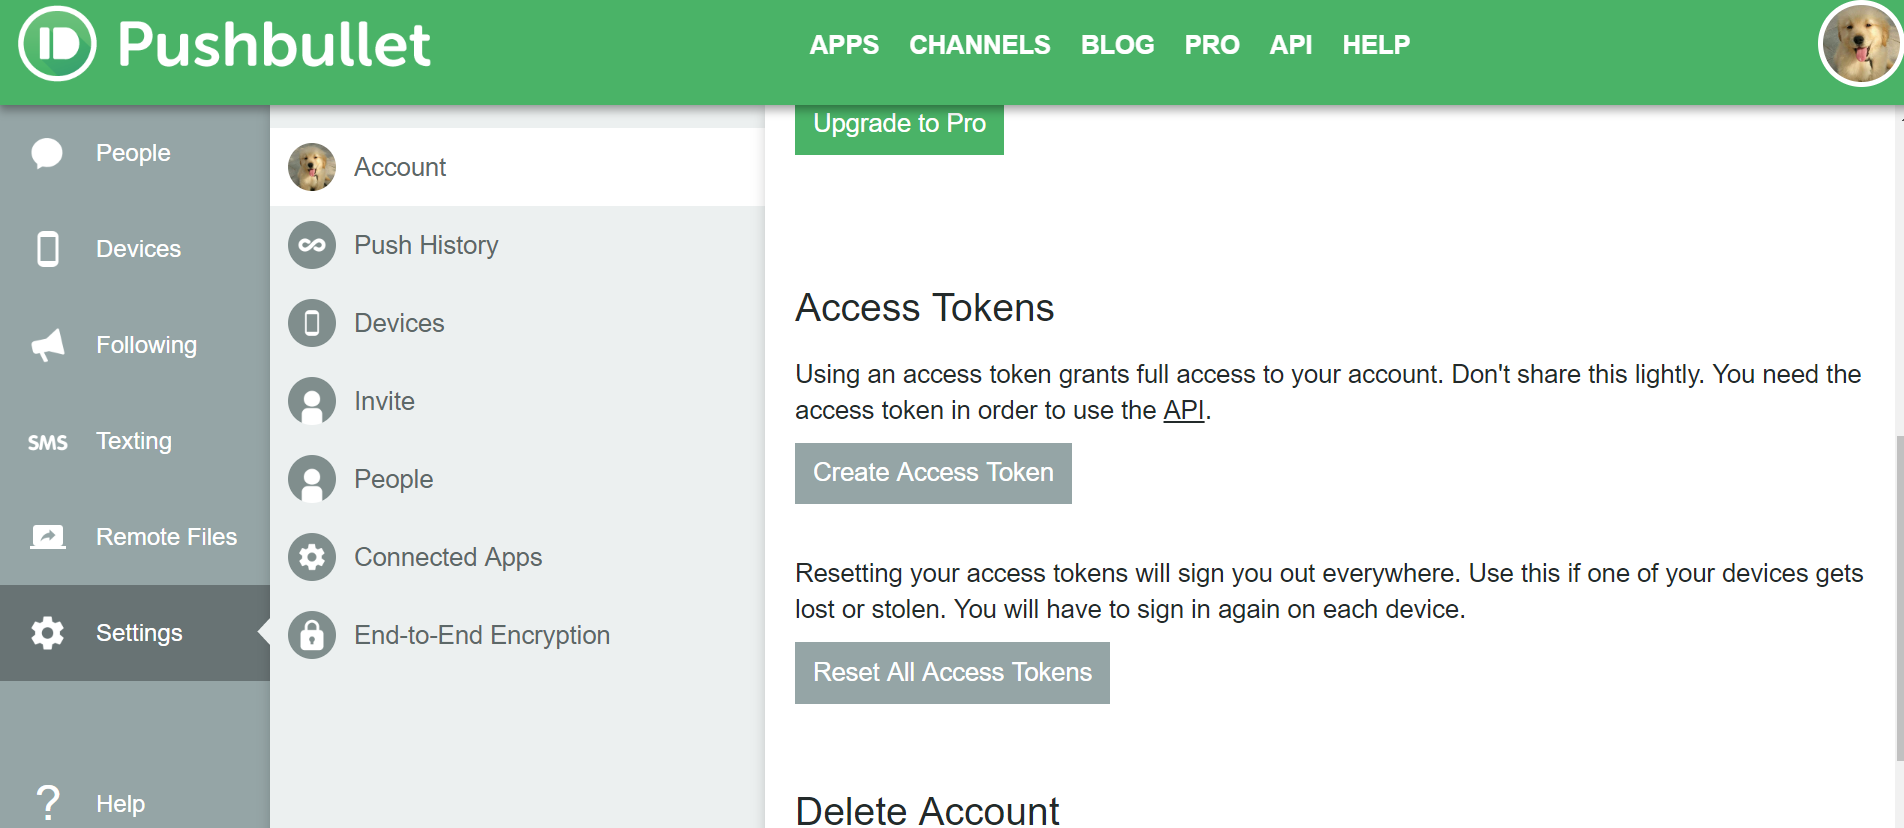 Pushbullet
APPS CHANNELS BLOG PRO API HELP
People
Devices
Following
SMS Texting
Remote Files
Settings
Help
Account
Push History
Devices
Invite
People
Connected Apps
End-to-End Encryption
Upgrade to Pro
Access Tokens
Using an access token grants full access to your account. Don't share this lightly. You need the
access token in order to use the API.
Create Access Token
Resetting your access tokens will sign you out everywhere. Use this if one of your devices gets
lost or stolen. You will have to sign in again on each device.
Reset All Access Tokens
Delete Account